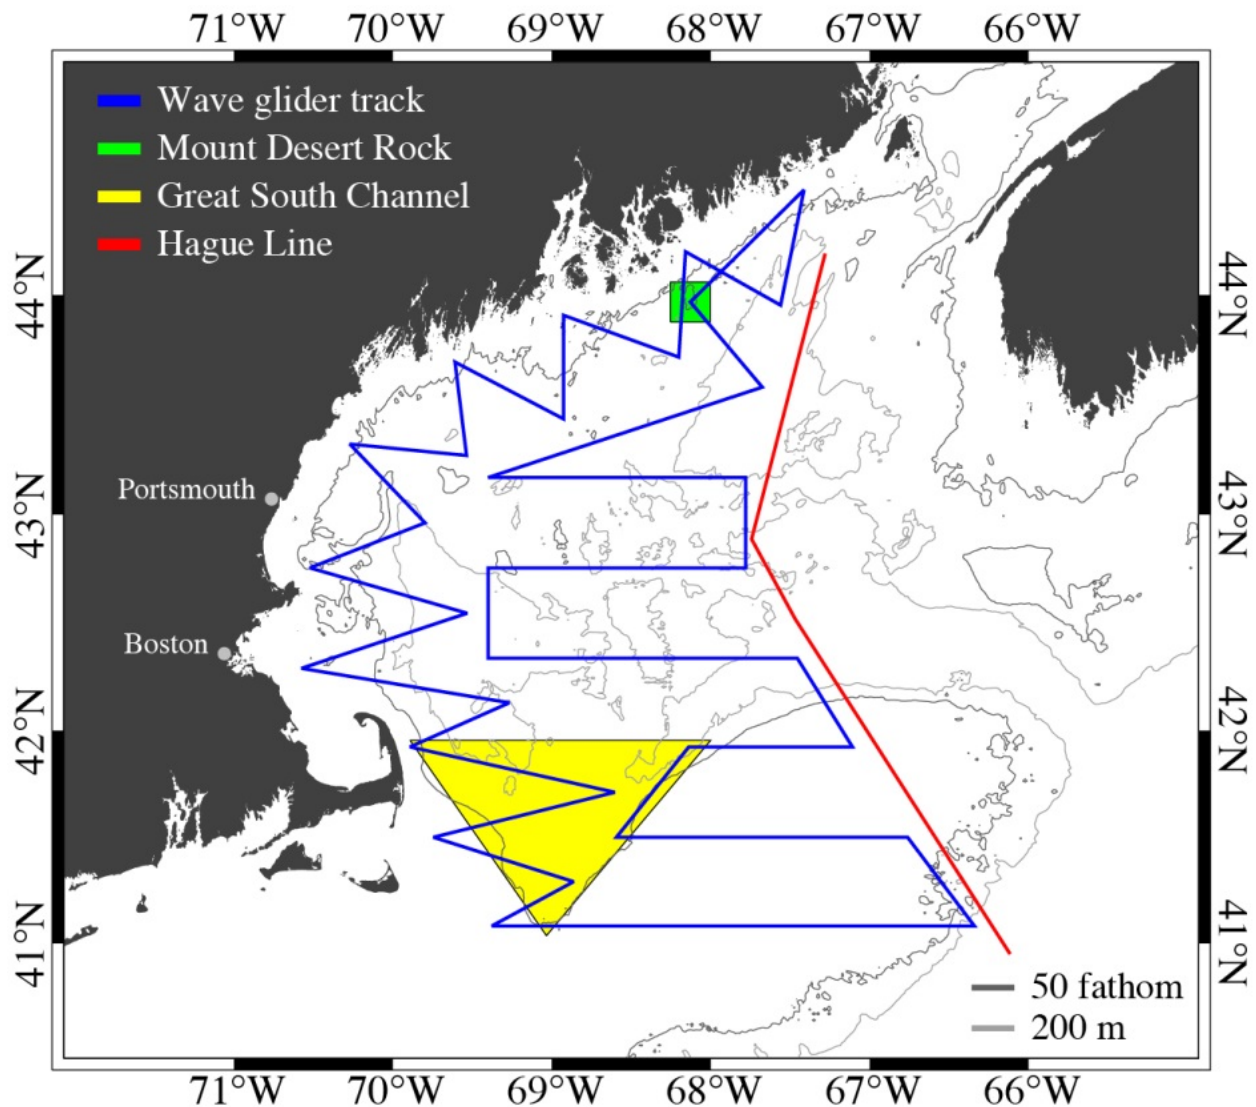 71°W 70°W 69°W 68°W 67°W 66°W
Wave glider track
Mount Desert Rock
Great South Channel
Hague Line
44°N 44°N
Portsmouth
43°N 43°N
Boston
42°N 42°N
41°N 41°N
50 fathom
200 m
71°W 70°W 69°W 68°W 67°W 66°W